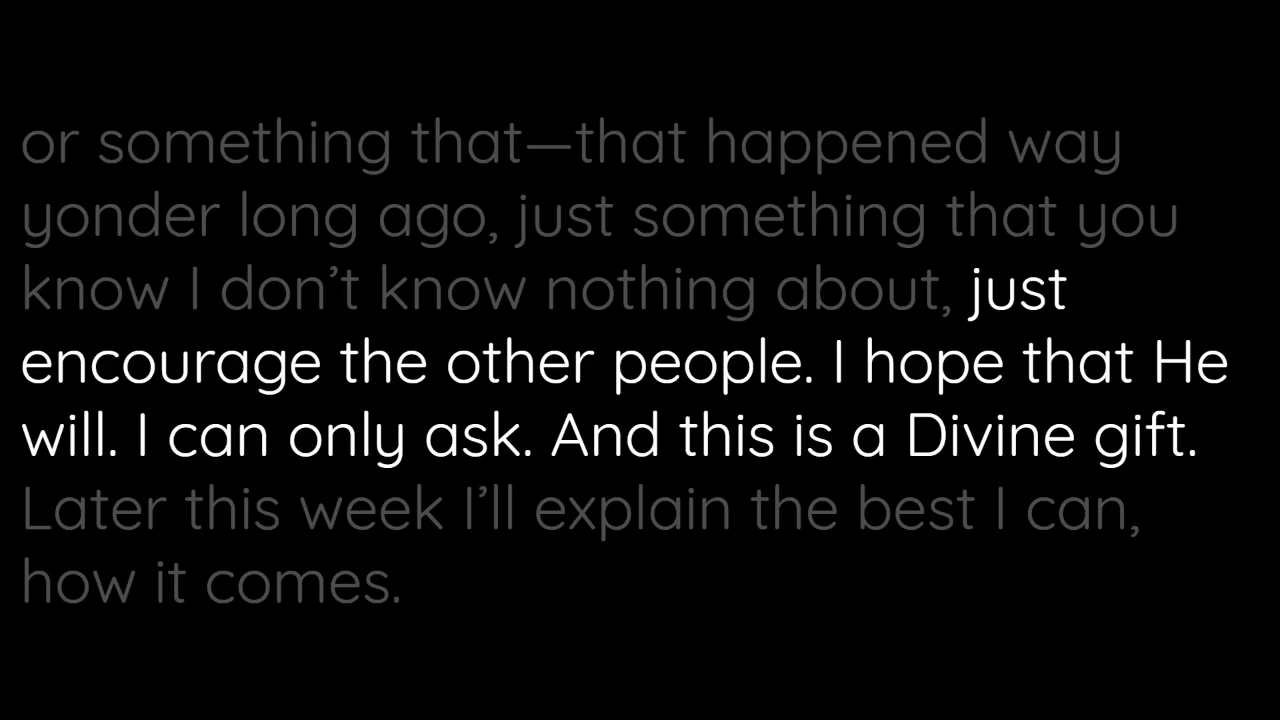 or something that—that happened way
yonder long ago, just something that you
know I don’t know nothing about, just
encourage the other people. I hope that He
will. I can only ask. And this is a Divine gift.
Later this week I’ll explain the best I can,
how it comes.